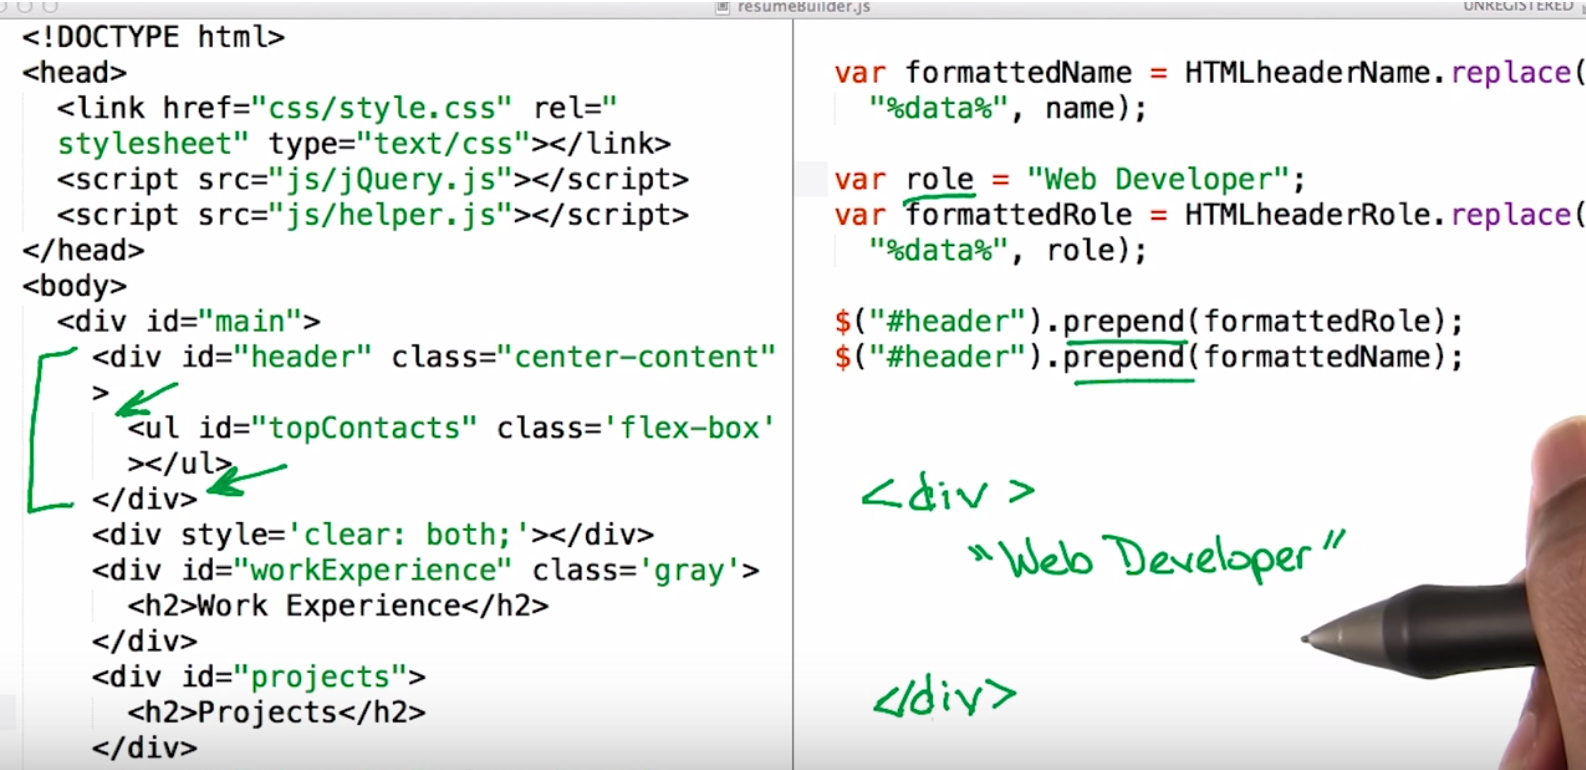 resumeBuilder.js
UNREGISTERED
<!DOCTYPE html>
<head>
<link href="css/style.css" rel="
stylesheet" type="text/css"></link>
<script src="js/jQuery.js"></script>
<script src="js/helper.js"></script>
</head>
<body>
<div id="main">
<div id="header" class="center-content"
>
<ul id="topContacts" class='flex-box'
></ul>
</div>
<div style='clear: both;'></div>
<div id="workExperience" class='gray'>
<h2>Work Experience</h2>
</div>
<div id="projects">
<h2>Projects</h2>
</div>
var formattedName = HTMLheaderName.replace(
"%data%", name);
var role = "Web Developer";
var formattedRole = HTMLheaderRole.replace(
"%data%", role);
$("#header").prepend(formattedRole);
$("#header").prepend(formattedName);
<div>
"Web Developer"
</div>